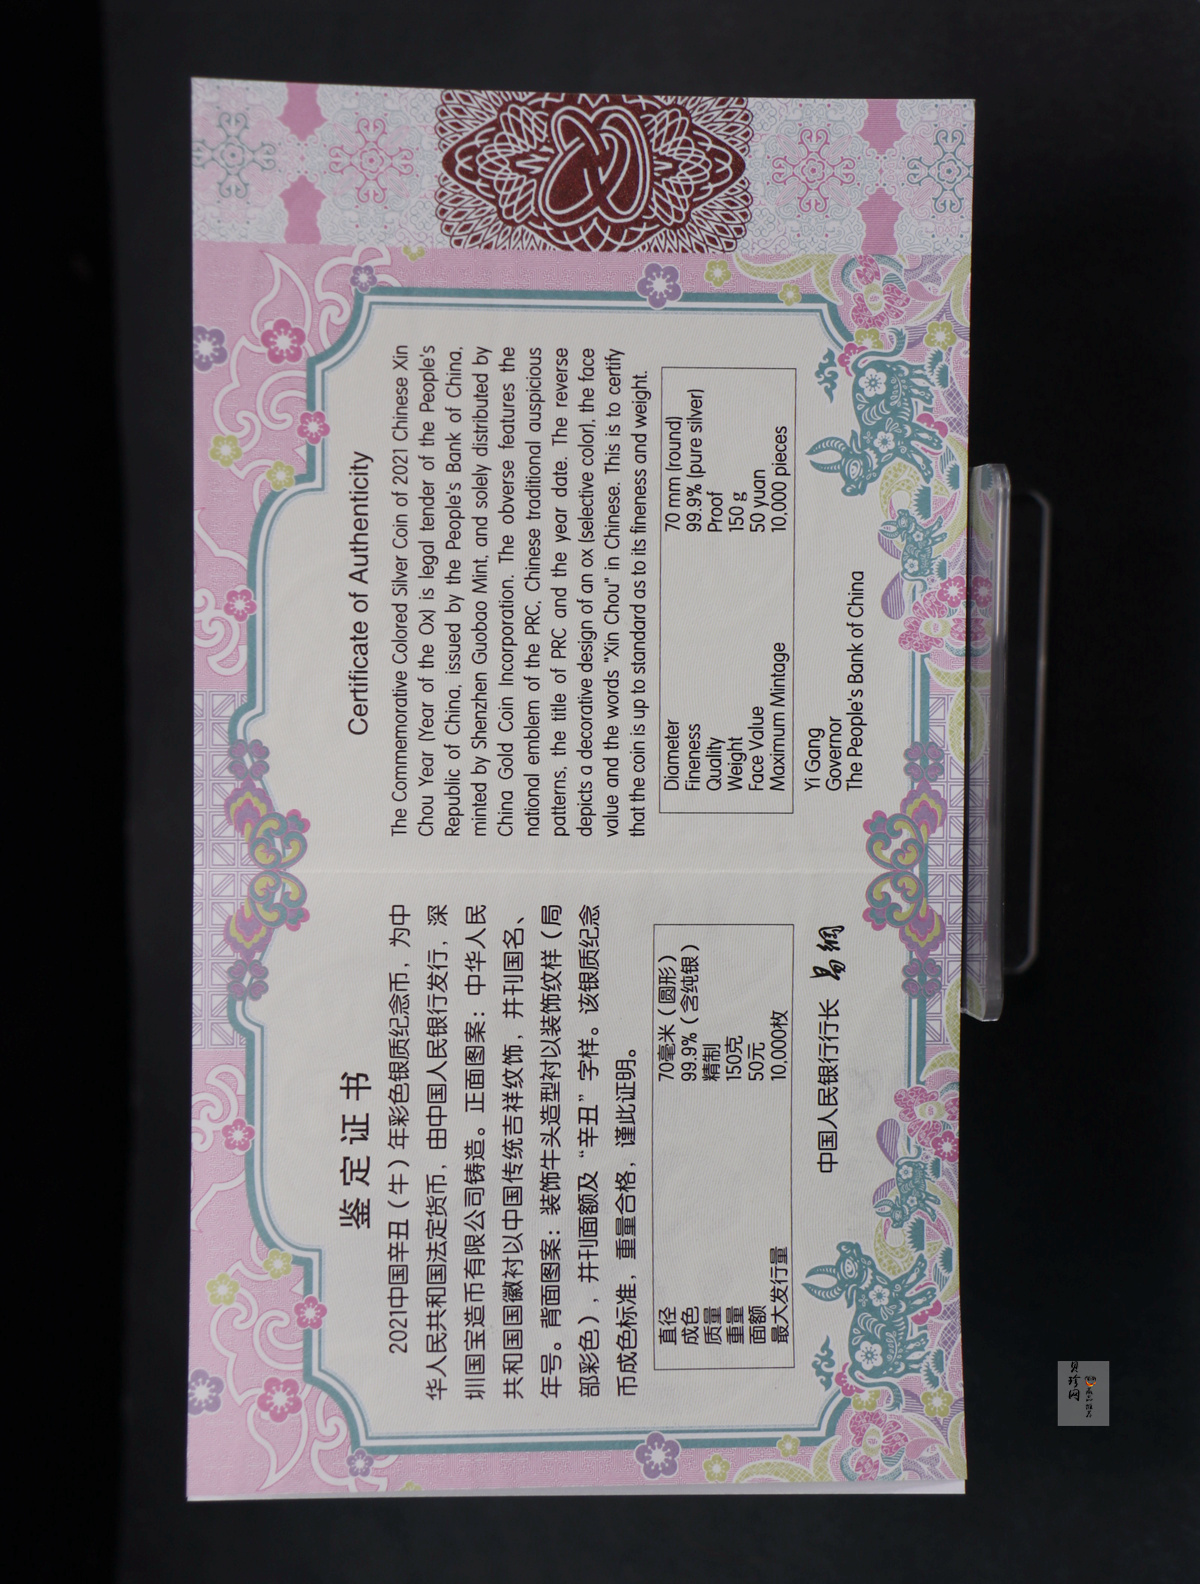 鉴定证书
2021中国辛丑（牛）年彩色银质纪念币，为中
华人民共和国法定货币，由中国人民银行发行，深
圳国宝造币有限公司铸造。正面图案：中华人民
共和国国徽衬以中国传统吉祥纹饰，并刊国名、
年号。背面图案：装饰牛头造型衬以装饰纹样（局
部彩色），并刊面额及“辛丑”字样。该银质纪念
币成色标准，重量合格，谨此证明。
直径 70毫米（圆形）
成色 99.9%（含纯银）
质量 精制
重量 150克
面额 50元
最大发行量 10,000枚
中国人民银行行长 易纲
Certificate of Authenticity
The Commemorative Colored Silver Coin of 2021 Chinese Xin
Chou Year (Year of the Ox) is legal tender of the People's
Republic of China, issued by the People's Bank of China,
minted by Shenzhen Guobao Mint, and solely distributed by
China Gold Coin Incorporation. The obverse features the
national emblem of the PRC, Chinese traditional auspicious
patterns, the title of PRC and the year date. The reverse
depicts a decorative design of an ox (selective color), the face
value and the words "Xin Chou" in Chinese. This is to certify
that the coin is up to standard as to its fineness and weight.
Diameter 70 mm (round)
Fineness 99.9% (pure silver)
Quality Proof
Weight 150 g
Face Value 50 yuan
Maximum Mintage 10,000 pieces
Yi Gang
Governor
The People's Bank of China